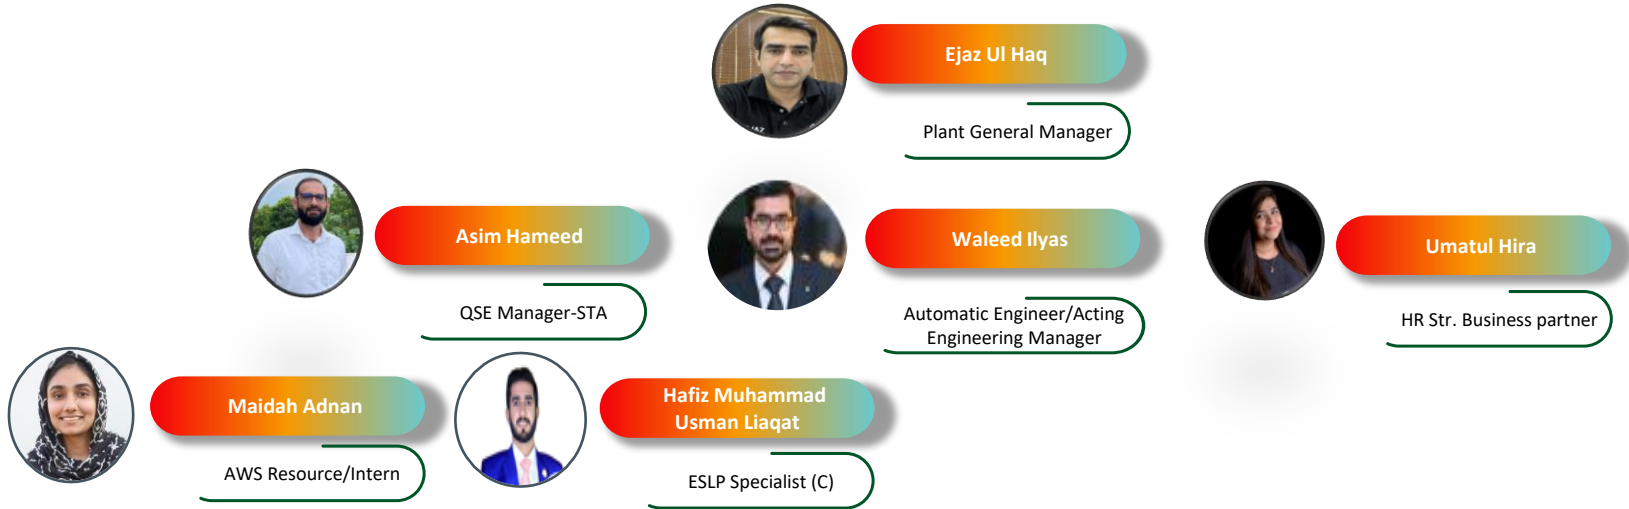 Ejaz Ul Haq
Plant General Manager
Asim Hameed
QSE Manager-STA
Waleed Ilyas
Automatic Engineer/Acting
Engineering Manager
Umatul Hira
HR Str. Business partner
Maidah Adnan
AWS Resource/Intern
Hafiz Muhammad
Usman Liaqat
ESLP Specialist (C)